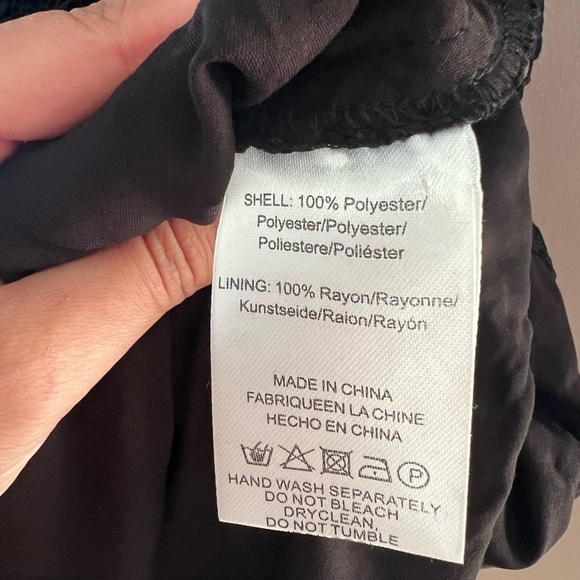 SHELL: 100% Polyester/
Polyester/Polyester/
Poliestere/Poliéster
LINING: 100% Rayon/Rayonne/
Kunstseide/Raion/Rayón
MADE IN CHINA
FABRIQUEEN LA CHINE
HECHO EN CHINA
P
HAND WASH SEPARATELY
DO NOT BLEACH
DRYCLEAN,
DO NOT TUMBLE